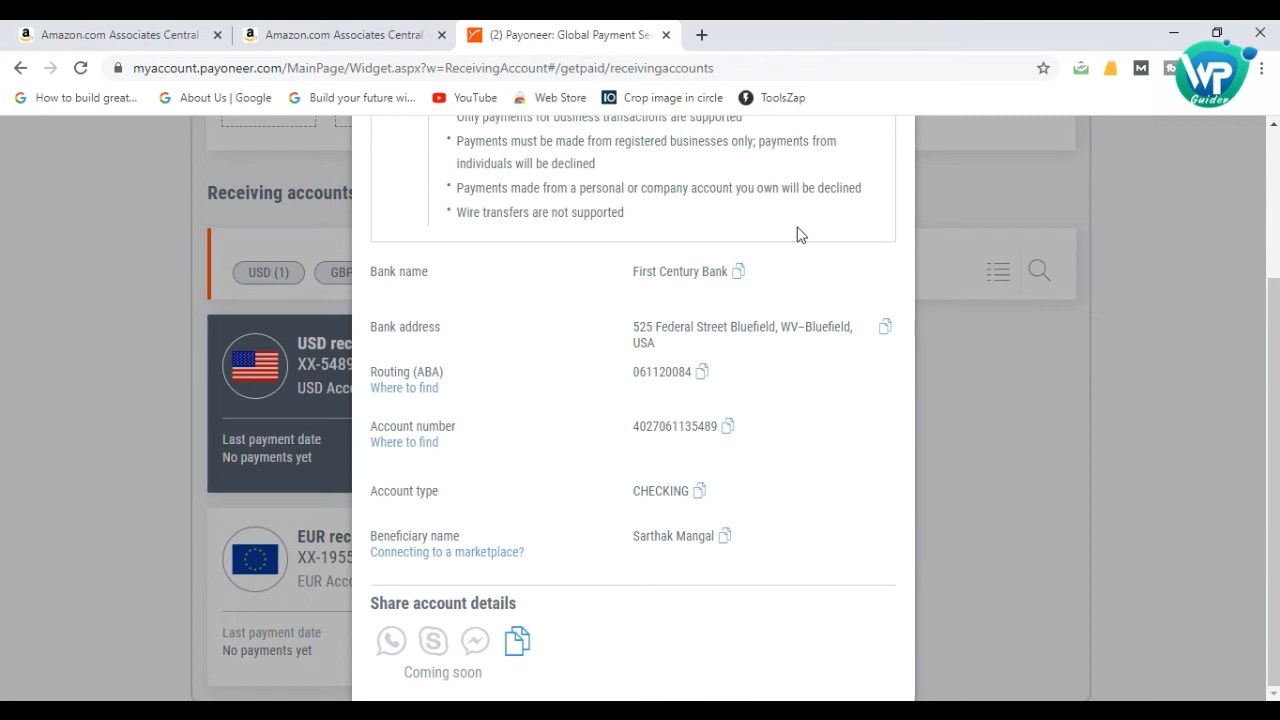 Amazon.com Associates Central
Amazon.com Associates Central -
(2) Payoneer: Global Payment Se
myaccount.payoneer.com/MainPage/Widget.aspx?w=ReceivingAccount#/getpaid/receivingaccounts
How to build great...
About Us | Google
Build your future wi...
YouTube
Web Store
Crop image in circle
ToolsZap
WP
Guider
Only payments for business transactions are supported
• Payments must be made from registered businesses only; payments from
individuals will be declined
• Payments made from a personal or company account you own will be declined
• Wire transfers are not supported
Receiving accounts
USD (1)
GBP
USD rec
XX-5489
USD Acco
Last payment date
No payments yet
EUR rec
XX-1955
EUR Acco
Last payment date
No payments yet
Bank name
First Century Bank
Bank address
525 Federal Street Bluefield, WV–Bluefield,
USA
Routing (ABA)
061120084
Where to find
Account number
4027061135489
Where to find
Account type
CHECKING
Beneficiary name
Sarthak Mangal
Connecting to a marketplace?
Share account details
Coming soon